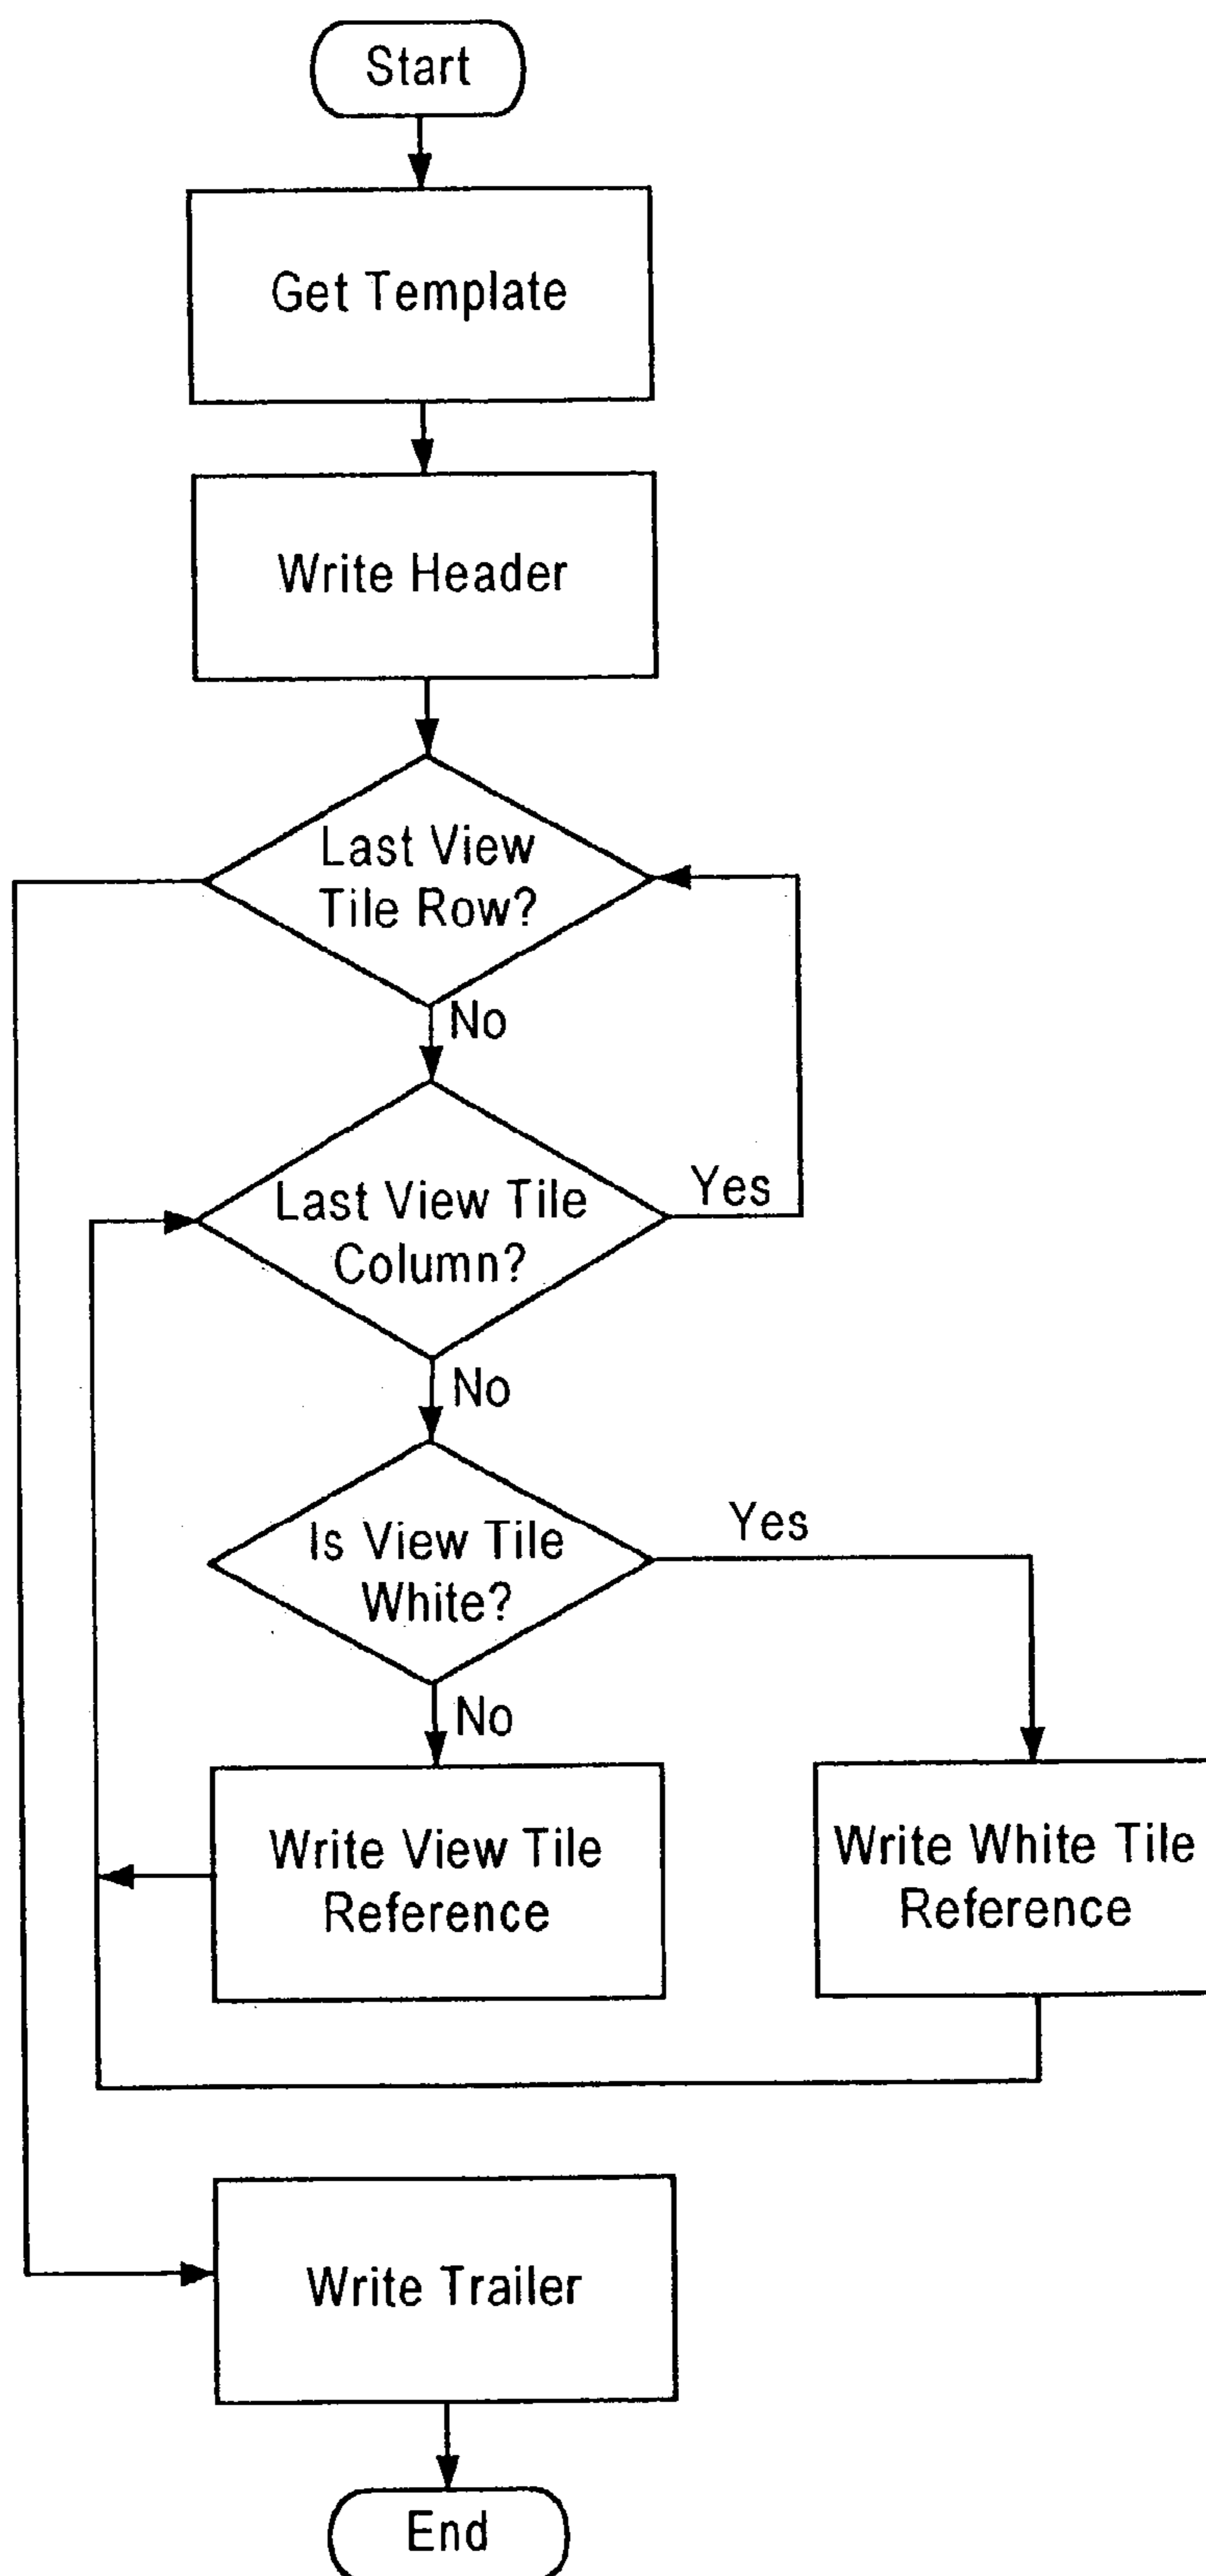 Start
Get Template
Write Header
Last View
Tile Row?
No
Last View Tile
Column?
Yes
No
Is View Tile
White?
Yes
No
Write View Tile
Reference
Write White Tile
Reference
Write Trailer
End